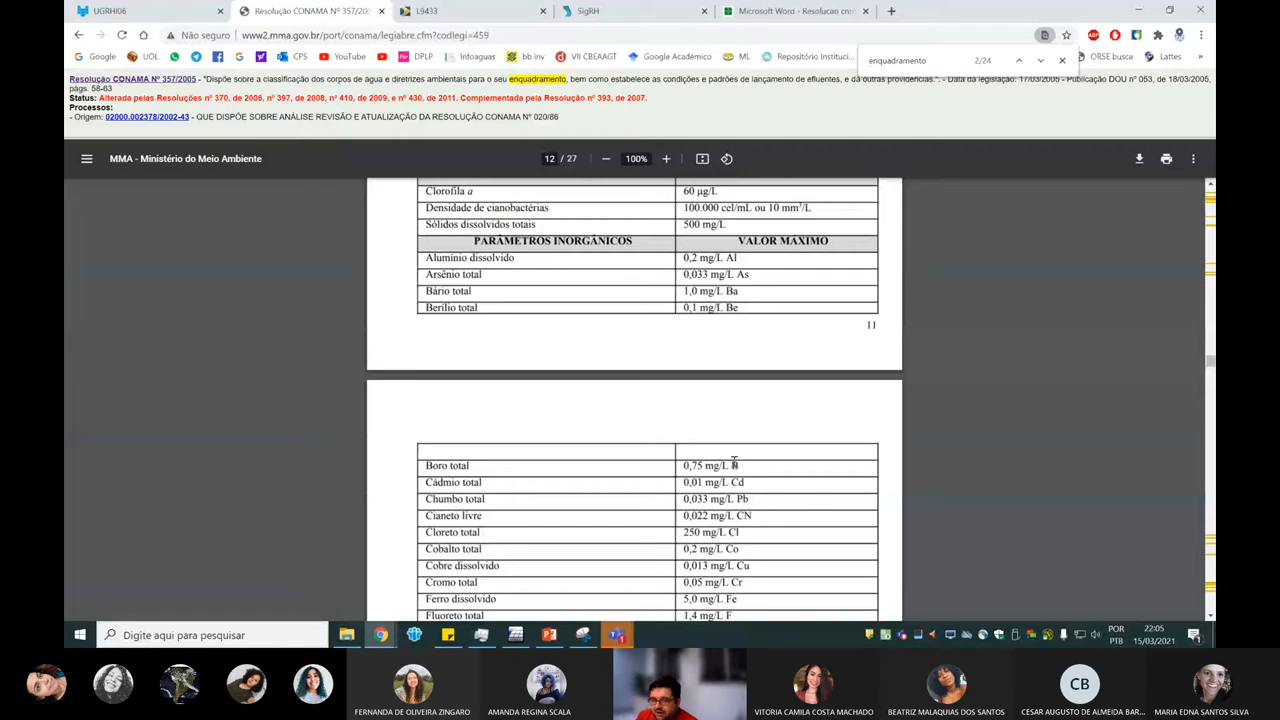 UGRHI06
Resolução CONAMA Nº 357/200
L9433
SigRH
Microsoft Word - Resolucao cnr
Não seguro
www2.mma.gov.br/port/conama/legiabre.cfm?codlegi=459
Google
UOL
YouTube
DPLP
Infoaguas
bb inv
VII CBEAAGT
Google Acadêmico
ML
Repositório Instituci...
CPS
ORSE busca
Lattes
enquadramento
2/24
Resolução CONAMA Nº 357/2005 - "Dispõe sobre a classificação dos corpos de água e diretrizes ambientais para o seu enquadramento, bem como estabelece as condições e padrões de lançamento de efluentes, e dá outras providências.". - Data da legislação: 17/03/2005 - Publicação DOU nº 053, de 18/03/2005,
págs. 58-63
Status: Alterada pelas Resoluções nº 370, de 2006, nº 397, de 2008, nº 410, de 2009, e nº 430, de 2011. Complementada pela Resolução nº 393, de 2007.
Processos:
- Origem: 02000.002378/2002-43 - QUE DISPÕE SOBRE ANÁLISE REVISÃO E ATUALIZAÇÃO DA RESOLUÇÃO CONAMA Nº 020/86
MMA - Ministério do Meio Ambiente
12 / 27
100%
Clorofila a 60 µg/L
Densidade de cianobactérias 100.000 cel/mL ou 10 mm³/L
Sólidos dissolvidos totais 500 mg/L
PARÂMETROS INORGÂNICOS VALOR MÁXIMO
Alumínio dissolvido 0,2 mg/L Al
Arsênio total 0,033 mg/L As
Bário total 1,0 mg/L Ba
Berílio total 0,1 mg/L Be
11
Boro total 0,75 mg/L B
Cádmio total 0,01 mg/L Cd
Chumbo total 0,033 mg/L Pb
Cianeto livre 0,022 mg/L CN
Cloreto total 250 mg/L Cl
Cobalto total 0,2 mg/L Co
Cobre dissolvido 0,013 mg/L Cu
Cromo total 0,05 mg/L Cr
Ferro dissolvido 5,0 mg/L Fe
Fluoreto total 1,4 mg/L F
Digite aqui para pesquisar
POR
PTB
22:05
15/03/2021
CB
FERNANDA DE OLIVEIRA ZINGARO
AMANDA REGINA SCALA
VITORIA CAMILA COSTA MACHADO
BEATRIZ MALAQUIAS DOS SANTOS
CESAR AUGUSTO DE ALMEIDA BAR...
MARIA EDNA SANTOS SILVA